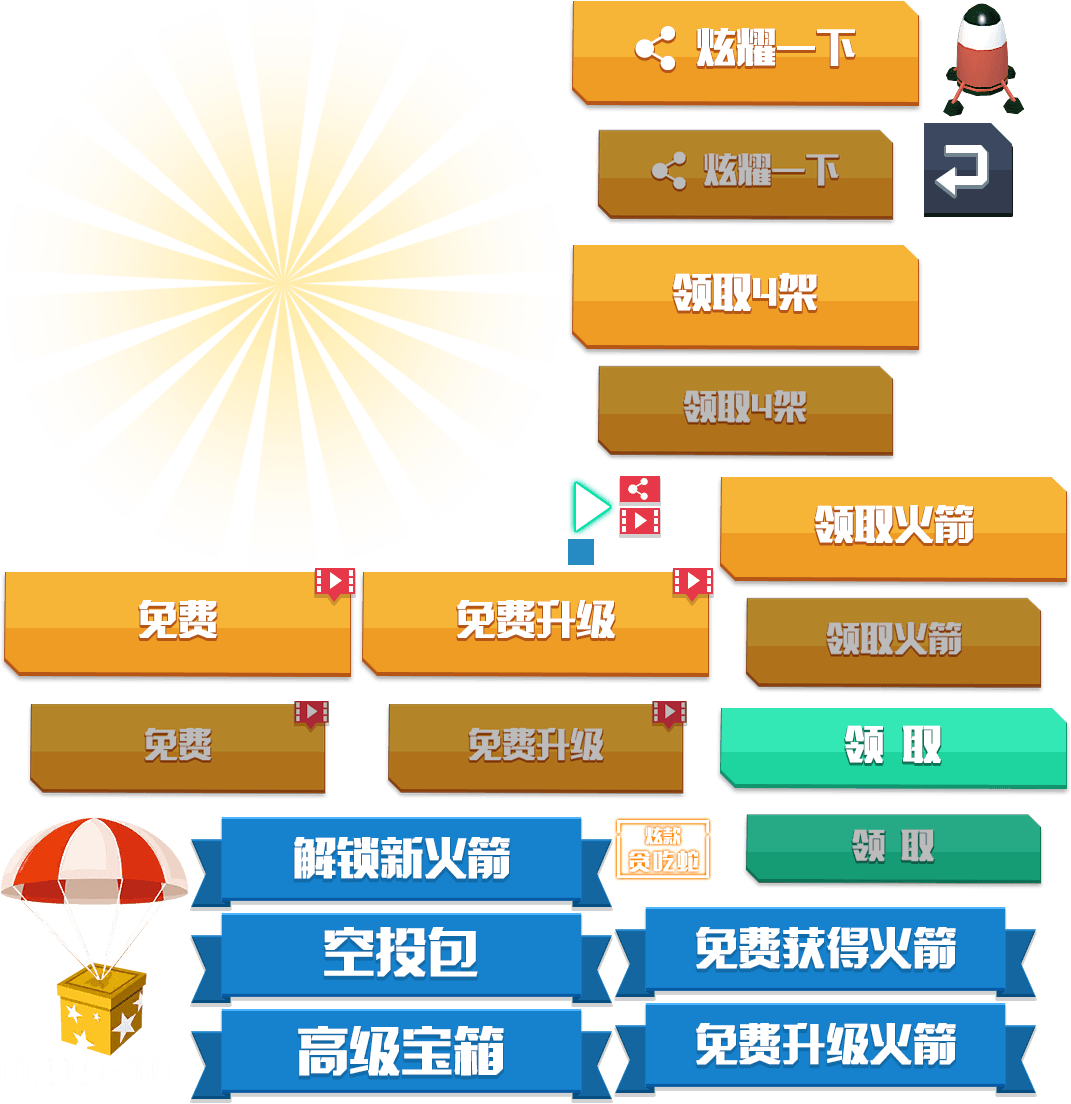 炫耀一下
炫耀一下
领取4架
领取4架
领取火箭
免费
免费升级
领取火箭
免费
免费升级
领 取
解锁新火箭
炫款
贪吃蛇
领 取
空投包
免费获得火箭
高级宝箱
免费升级火箭